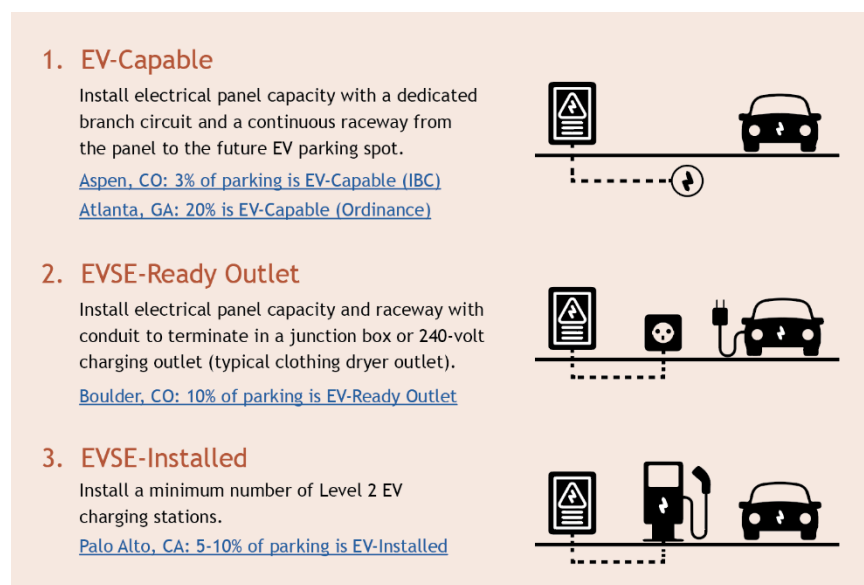 1. EV-Capable
Install electrical panel capacity with a dedicated
branch circuit and a continuous raceway from
the panel to the future EV parking spot.
Aspen, CO: 3% of parking is EV-Capable (IBC)
Atlanta, GA: 20% is EV-Capable (Ordinance)
2. EVSE-Ready Outlet
Install electrical panel capacity and raceway with
conduit to terminate in a junction box or 240-volt
charging outlet (typical clothing dryer outlet).
Boulder, CO: 10% of parking is EV-Ready Outlet
3. EVSE-Installed
Install a minimum number of Level 2 EV
charging stations.
Palo Alto, CA: 5-10% of parking is EV-Installed